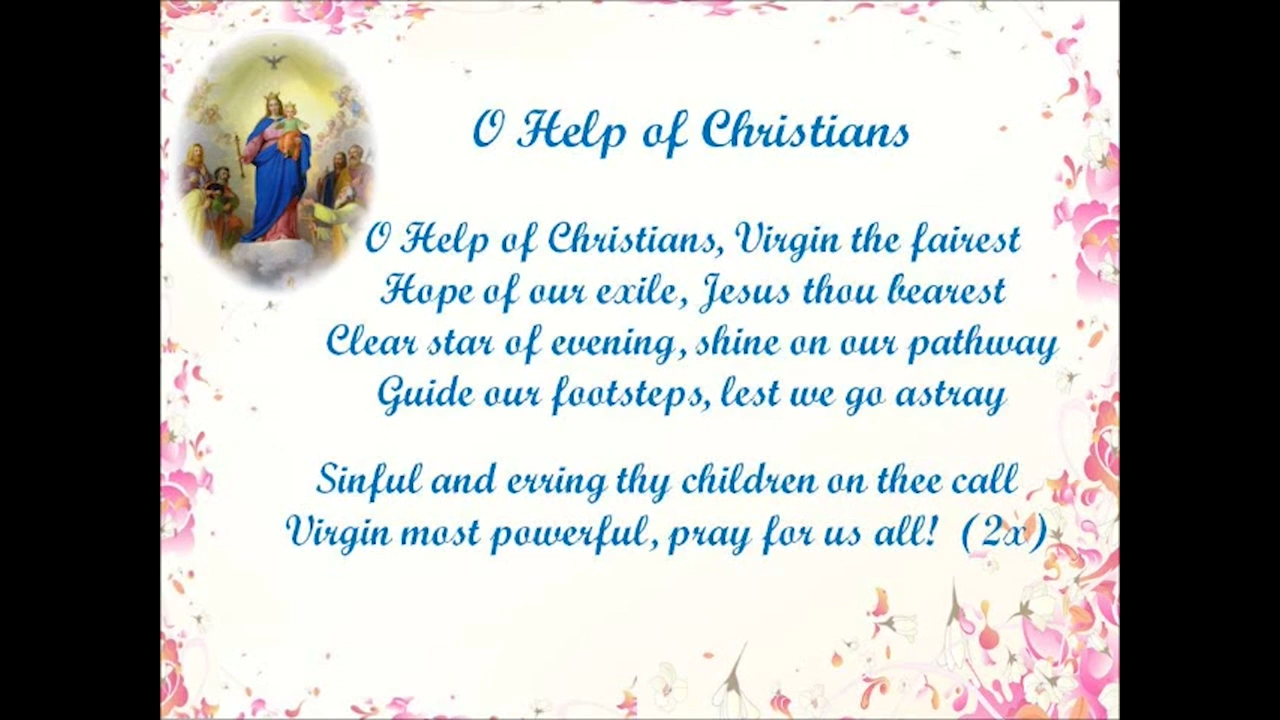 O Help of Christians
O Help of Christians, Virgin the fairest
Hope of our exile, Jesus thou bearest
Clear star of evening, shine on our pathway
Guide our footsteps, lest we go astray
Sinful and erring thy children on thee call
Virgin most powerful, pray for us all! (2x)